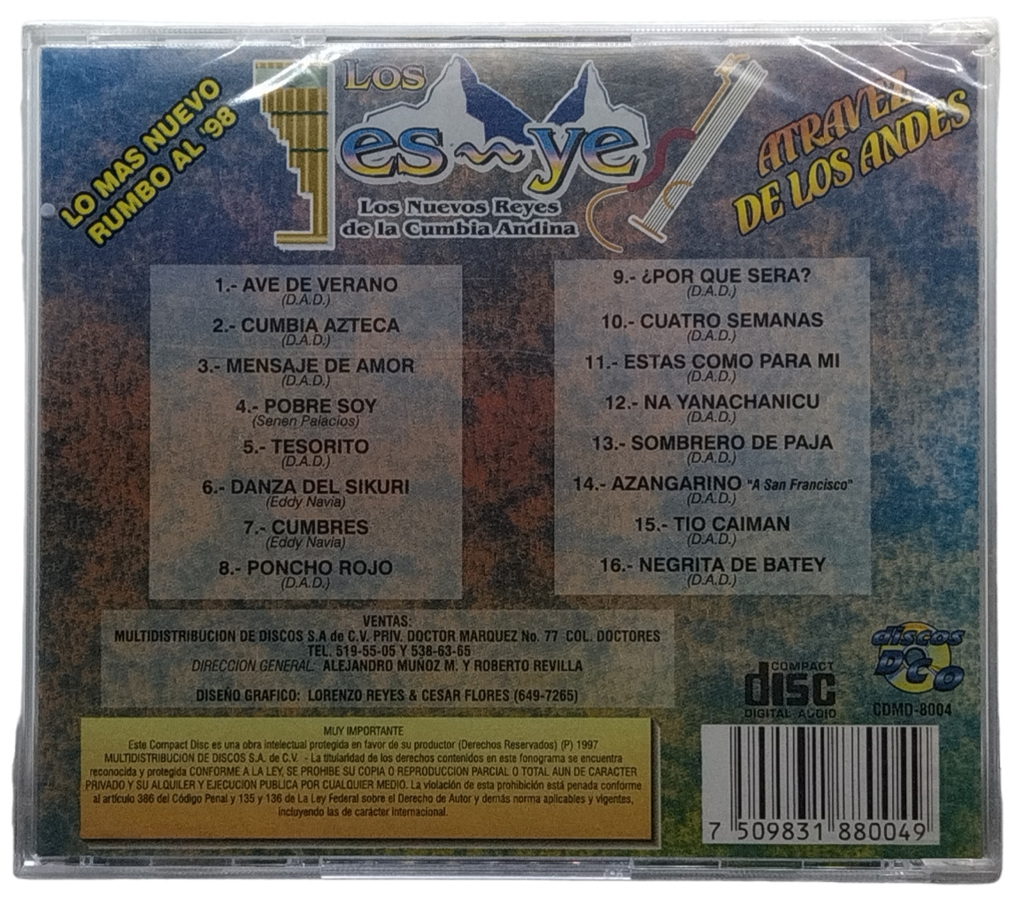 LO MAS NUEVO
RUMBO AL '98
LOS
es~ye
Los Nuevos Reyes
de la Cumbia Andina
ATRAVEZ
DE LOS ANDES
1.- AVE DE VERANO
(D.A.D.)
2.- CUMBIA AZTECA
(D.A.D.)
3.- MENSAJE DE AMOR
(D.A.D.)
4.- POBRE SOY
(Senen Palacios)
5.- TESORITO
(D.A.D.)
6.- DANZA DEL SIKURI
(Eddy Navia)
7.- CUMBRES
(Eddy Navia)
8.- PONCHO ROJO
(D.A.D.)
9.- ¿POR QUE SERA?
(D.A.D.)
10.- CUATRO SEMANAS
(D.A.D.)
11.- ESTAS COMO PARA MI
(D.A.D.)
12.- NA YANACHANICU
(D.A.D.)
13.- SOMBRERO DE PAJA
(D.A.D.)
14.- AZANGARINO "A San Francisco"
(D.A.D.)
15.- TIO CAIMAN
(D.A.D.)
16.- NEGRITA DE BATEY
(D.A.D.)
VENTAS:
MULTIDISTRIBUCION DE DISCOS S.A de C.V. PRIV. DOCTOR MARQUEZ No. 77 COL. DOCTORES
TEL. 519-55-05 Y 538-63-65
DIRECCION GENERAL: ALEJANDRO MUÑOZ M. Y ROBERTO REVILLA
DISEÑO GRAFICO: LORENZO REYES & CESAR FLORES (649-7265)
discos
DCO
COMPACT
disc
DIGITAL AUDIO
CDMD-8004
MUY IMPORTANTE
Este Compact Disc es una obra intelectual protegida en favor de su productor (Derechos Reservados) (P) 1997
MULTIDISTRIBUCION DE DISCOS S.A. de C.V. - La titularidad de los derechos contenidos en este fonograma se encuentra
reconocida y protegida CONFORME A LA LEY, SE PROHIBE SU COPIA O REPRODUCCION PARCIAL O TOTAL AUN DE CARACTER
PRIVADO Y SU ALQUILER Y EJECUCION PUBLICA POR CUALQUIER MEDIO. La violación de esta prohibición está penada conforme
al artículo 386 del Código Penal y 135 y 136 de La Ley Federal sobre el Derecho de Autor y demás norma aplicables y vigentes,
incluyendo las de carácter internacional.
7 509831 880049